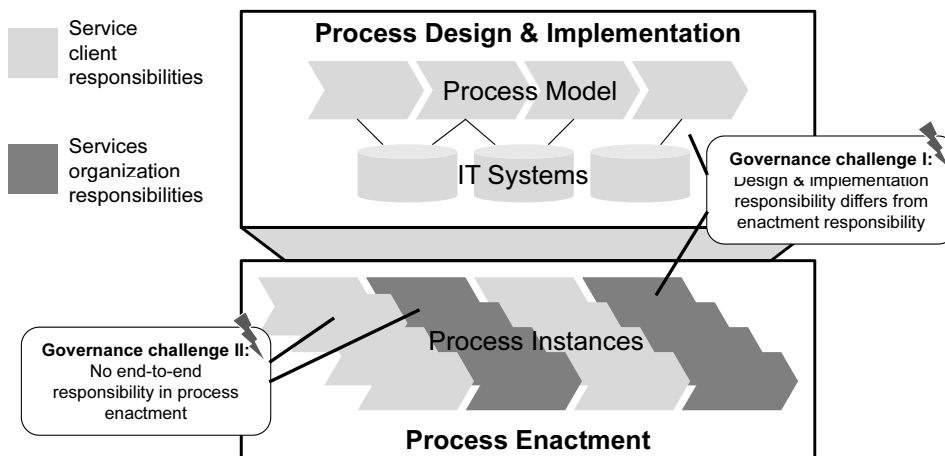 Service
client
responsibilities
Services
organization
responsibilities
Process Design & Implementation
Process Model
IT Systems
Governance challenge I:
Design & Implementation
responsibility differs from
enactment responsibility
Process Instances
Governance challenge II:
No end-to-end
responsibility in process
enactment
Process Enactment